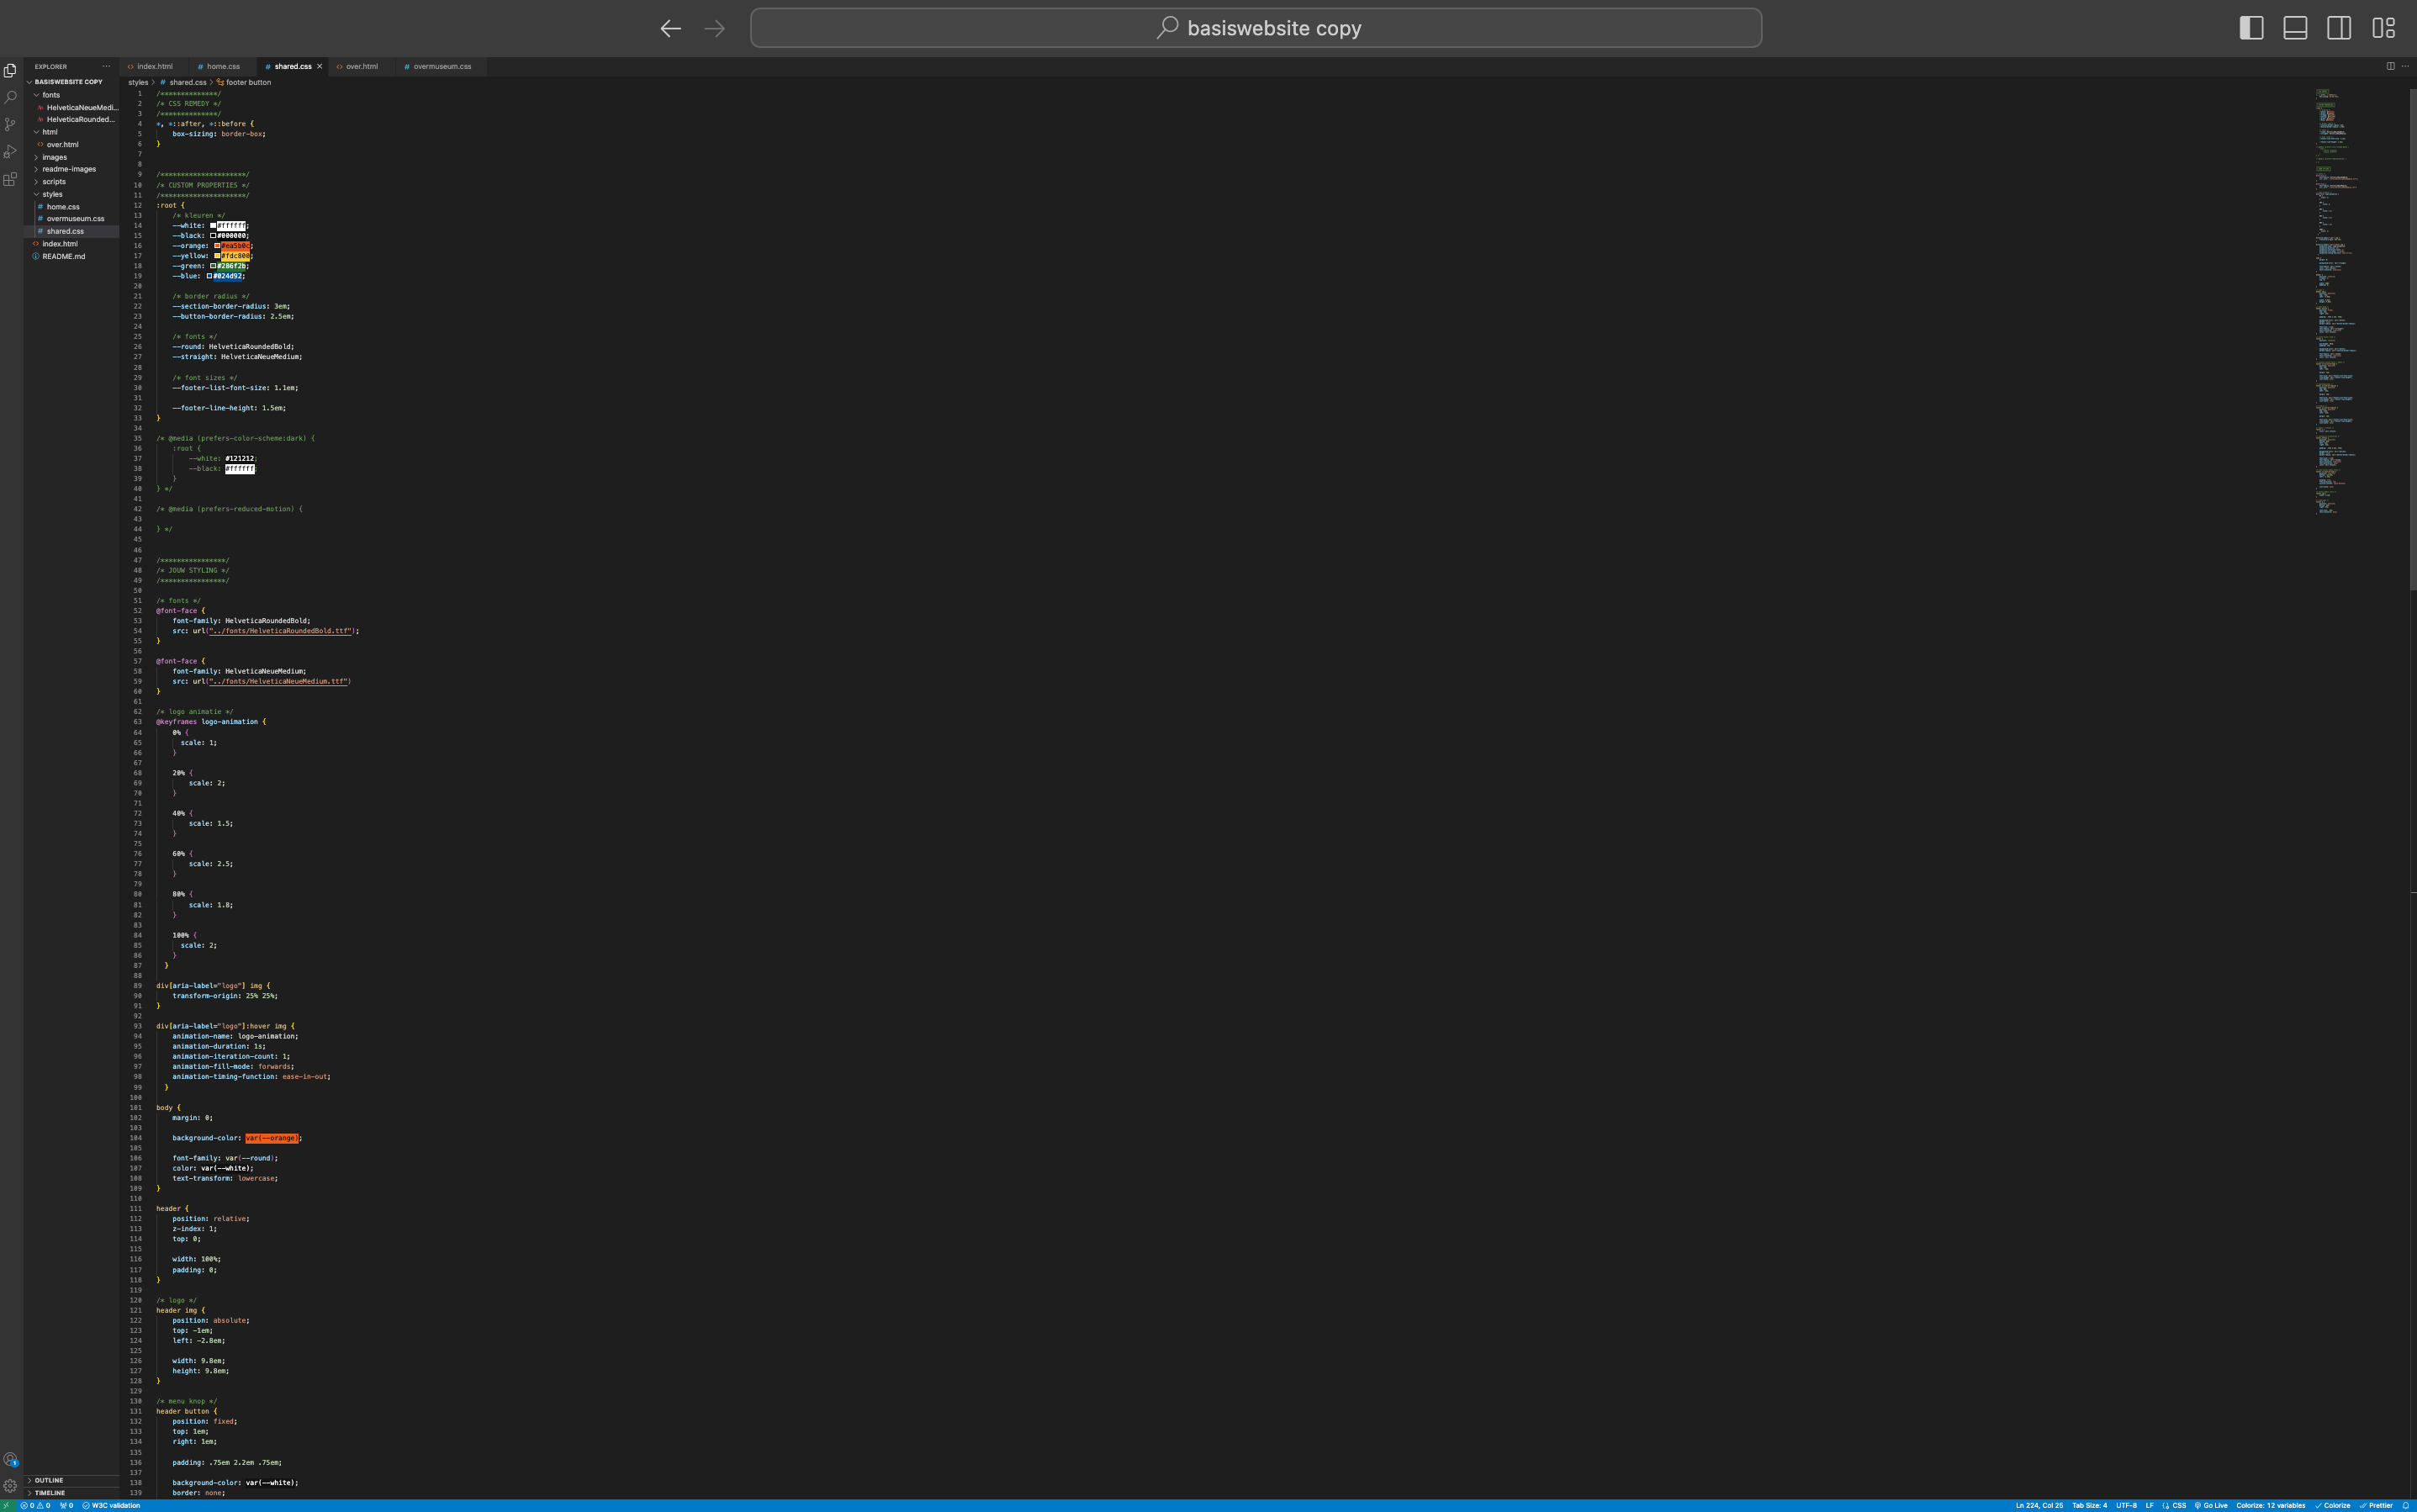 basiswebsite copy
EXPLORER
BASISWEBSITE COPY
fonts
HelveticaNeueMedi...
HelveticaRounded...
html
over.html
images
readme-images
scripts
styles
home.css
overmuseum.css
shared.css
index.html
README.md
OUTLINE
TIMELINE
index.html
home.css
shared.css
over.html
overmuseum.css
styles > shared.css > footer button
1 /**************/
2 /* CSS REMEDY */
3 /**************/
4 *, *::after, *::before {
5 box-sizing: border-box;
6 }
7
8
9 /*********************/
10 /* CUSTOM PROPERTIES */
11 /*********************/
12 :root {
13 /* kleuren */
14 --white: #ffffff;
15 --black: #000000;
16 --orange: #ea5b0c;
17 --yellow: #fdc800;
18 --green: #286f2b;
19 --blue: #024d92;
20
21 /* border radius */
22 --section-border-radius: 3em;
23 --button-border-radius: 2.5em;
24
25 /* fonts */
26 --round: HelveticaRoundedBold;
27 --straight: HelveticaNeueMedium;
28
29 /* font sizes */
30 --footer-list-font-size: 1.1em;
31
32 --footer-line-height: 1.5em;
33 }
34
35 /* @media (prefers-color-scheme:dark) {
36 :root {
37 --white: #121212;
38 --black: #ffffff;
39 }
40 } */
41
42 /* @media (prefers-reduced-motion) {
43
44 } */
45
46
47 /****************/
48 /* JOUW STYLING */
49 /****************/
50
51 /* fonts */
52 @font-face {
53 font-family: HelveticaRoundedBold;
54 src: url("../fonts/HelveticaRoundedBold.ttf");
55 }
56
57 @font-face {
58 font-family: HelveticaNeueMedium;
59 src: url("../fonts/HelveticaNeueMedium.ttf")
60 }
61
62 /* logo animatie */
63 @keyframes logo-animation {
64 0% {
65 scale: 1;
66 }
67
68 20% {
69 scale: 2;
70 }
71
72 40% {
73 scale: 1.5;
74 }
75
76 60% {
77 scale: 2.5;
78 }
79
80 80% {
81 scale: 1.8;
82 }
83
84 100% {
85 scale: 2;
86 }
87 }
88
89 div[aria-label="logo"] img {
90 transform-origin: 25% 25%;
91 }
92
93 div[aria-label="logo"]:hover img {
94 animation-name: logo-animation;
95 animation-duration: 1s;
96 animation-iteration-count: 1;
97 animation-fill-mode: forwards;
98 animation-timing-function: ease-in-out;
99 }
100
101 body {
102 margin: 0;
103
104 background-color: var(--orange);
105
106 font-family: var(--round);
107 color: var(--white);
108 text-transform: lowercase;
109 }
110
111 header {
112 position: relative;
113 z-index: 1;
114 top: 0;
115
116 width: 100%;
117 padding: 0;
118 }
119
120 /* logo */
121 header img {
122 position: absolute;
123 top: -1em;
124 left: -2.8em;
125
126 width: 9.8em;
127 height: 9.8em;
128 }
129
130 /* menu knop */
131 header button {
132 position: fixed;
133 top: 1em;
134 right: 1em;
135
136 padding: .75em 2.2em .75em;
137
138 background-color: var(--white);
139 border: none;
0 0 0 W3C validation
Ln 224, Col 25 Tab Size: 4 UTF-8 LF CSS Go Live Colorize: 12 variables Colorize Prettier